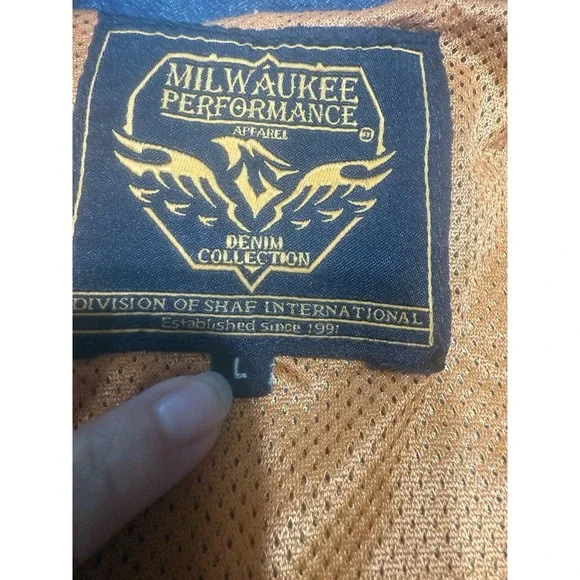 MILWAUKEE
PERFORMANCE
APPAREL
DENIM
COLLECTION
DIVISION OF SHAF INTERNATIONAL
Established since 1991
L